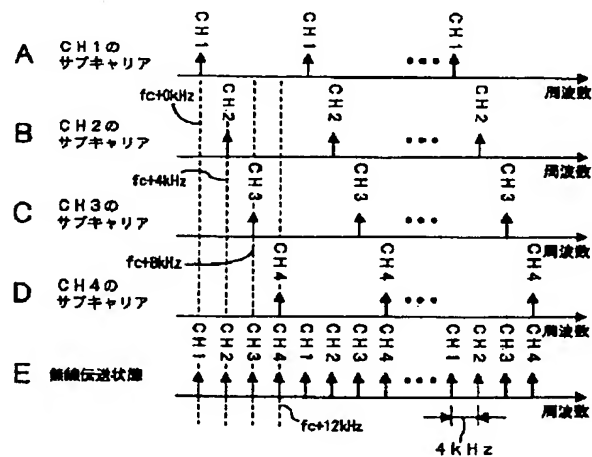 CH1 CH1 CH1
A CH1の
サブキャリア
•••
周波数
fc+0kHz
CH2 CH2 CH2
B CH2の
サブキャリア
•••
周波数
fc+4kHz
CH3 CH3 CH3
C CH3の
サブキャリア
•••
周波数
fc+8kHz
CH4 CH4 CH4
D CH4の
サブキャリア
•••
周波数
CH1 CH2 CH3 CH4 CH1 CH2 CH3 CH4 CH1 CH2 CH3 CH4
E 無線伝送状態
•••
周波数
fc+12kHz
4kHz